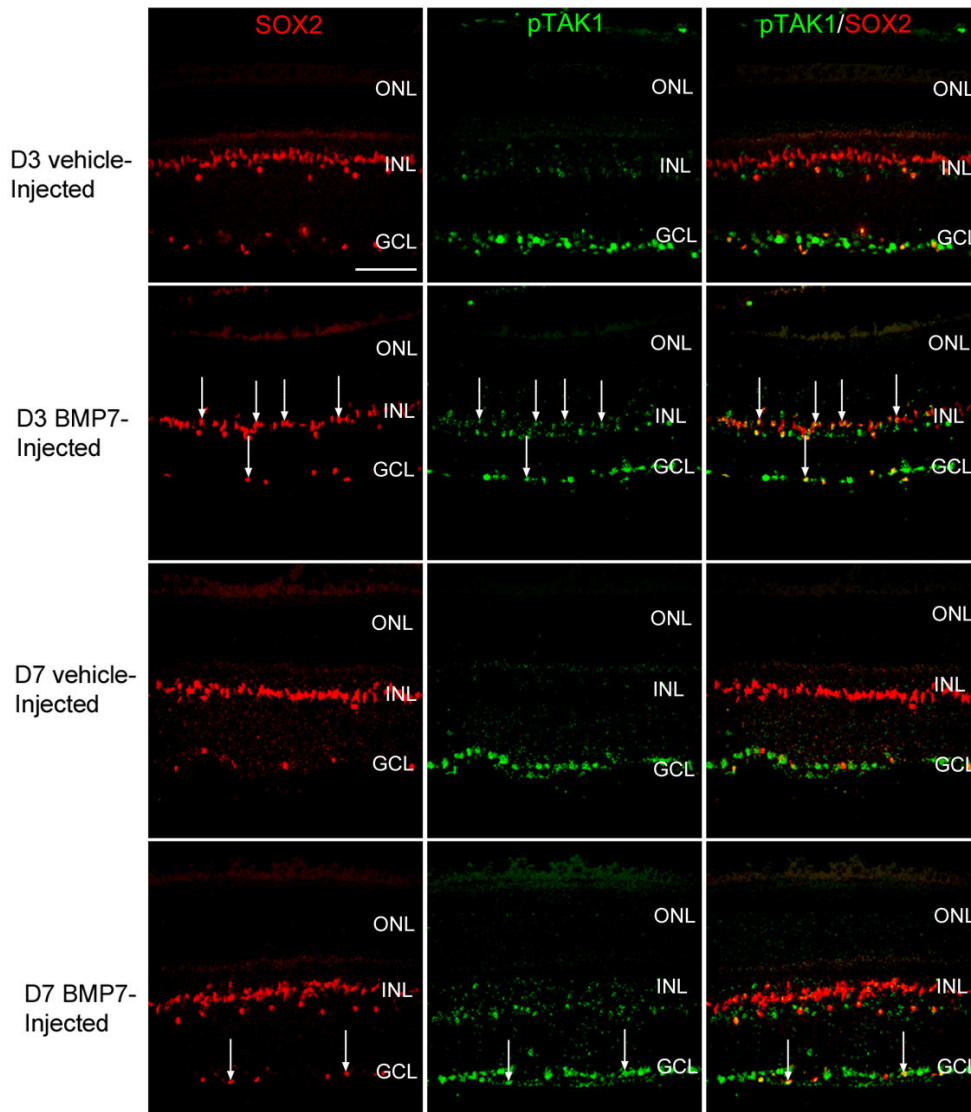 SOX2 pTAK1 pTAK1/SOX2
D3 vehicle-
Injected
ONL ONL ONL
INL INL INL
GCL GCL GCL
D3 BMP7-
Injected
ONL ONL ONL
INL INL INL
GCL GCL GCL
D7 vehicle-
Injected
ONL ONL ONL
INL INL INL
GCL GCL GCL
D7 BMP7-
Injected
ONL ONL ONL
INL INL INL
GCL GCL GCL